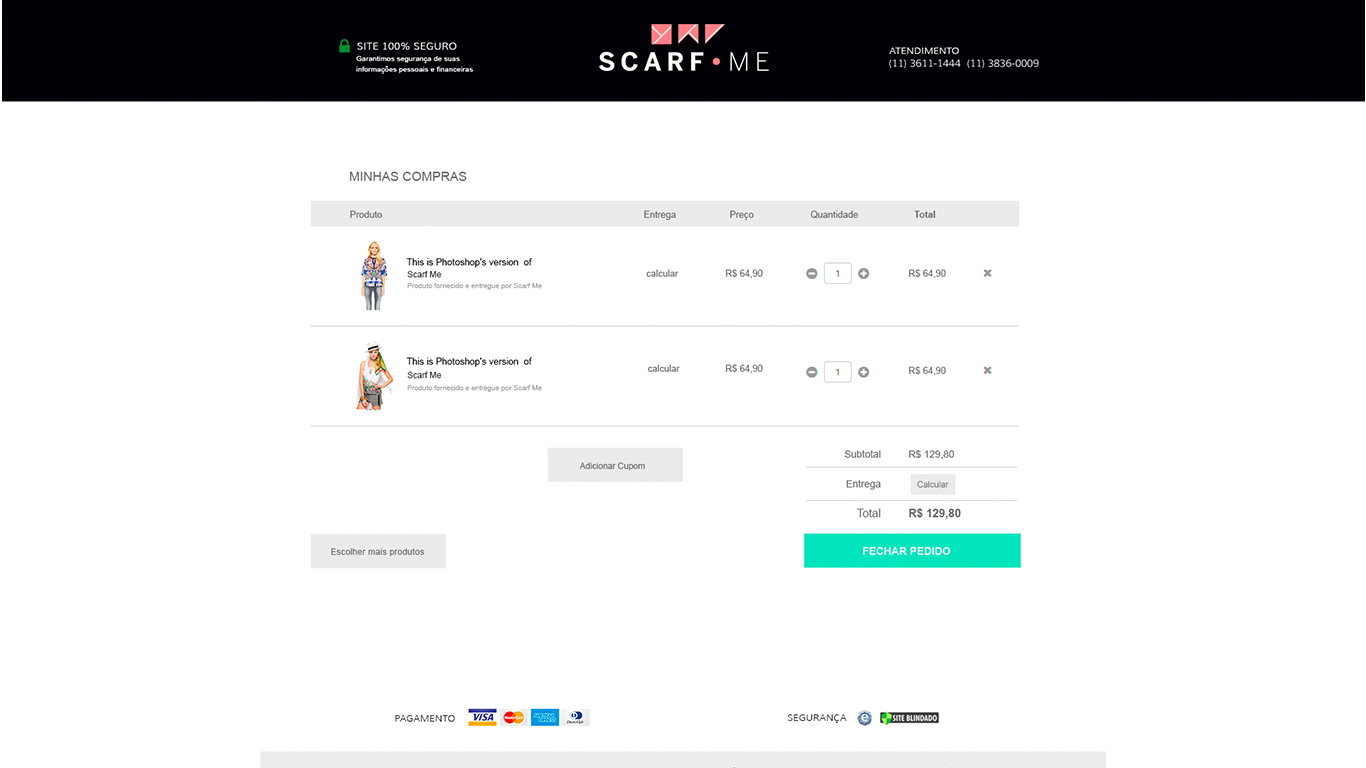 SITE 100% SEGURO
Garantimos segurança de suas
informações pessoais e financeiras
SCARF • ME
ATENDIMENTO
(11) 3611-1444 (11) 3836-0009
MINHAS COMPRAS
Produto Entrega Preço Quantidade Total
This is Photoshop's version of
Scarf Me
Produto fornecido e entregue por Scarf Me
calcular R$ 64,90 1 R$ 64,90
This is Photoshop's version of
Scarf Me
Produto fornecido e entregue por Scarf Me
calcular R$ 64,90 1 R$ 64,90
Adicionar Cupom
Subtotal R$ 129,80
Entrega Calcular
Total R$ 129,80
Escolher mais produtos
FECHAR PEDIDO
PAGAMENTO VISA MasterCard
SEGURANÇA e SITE BLINDADO